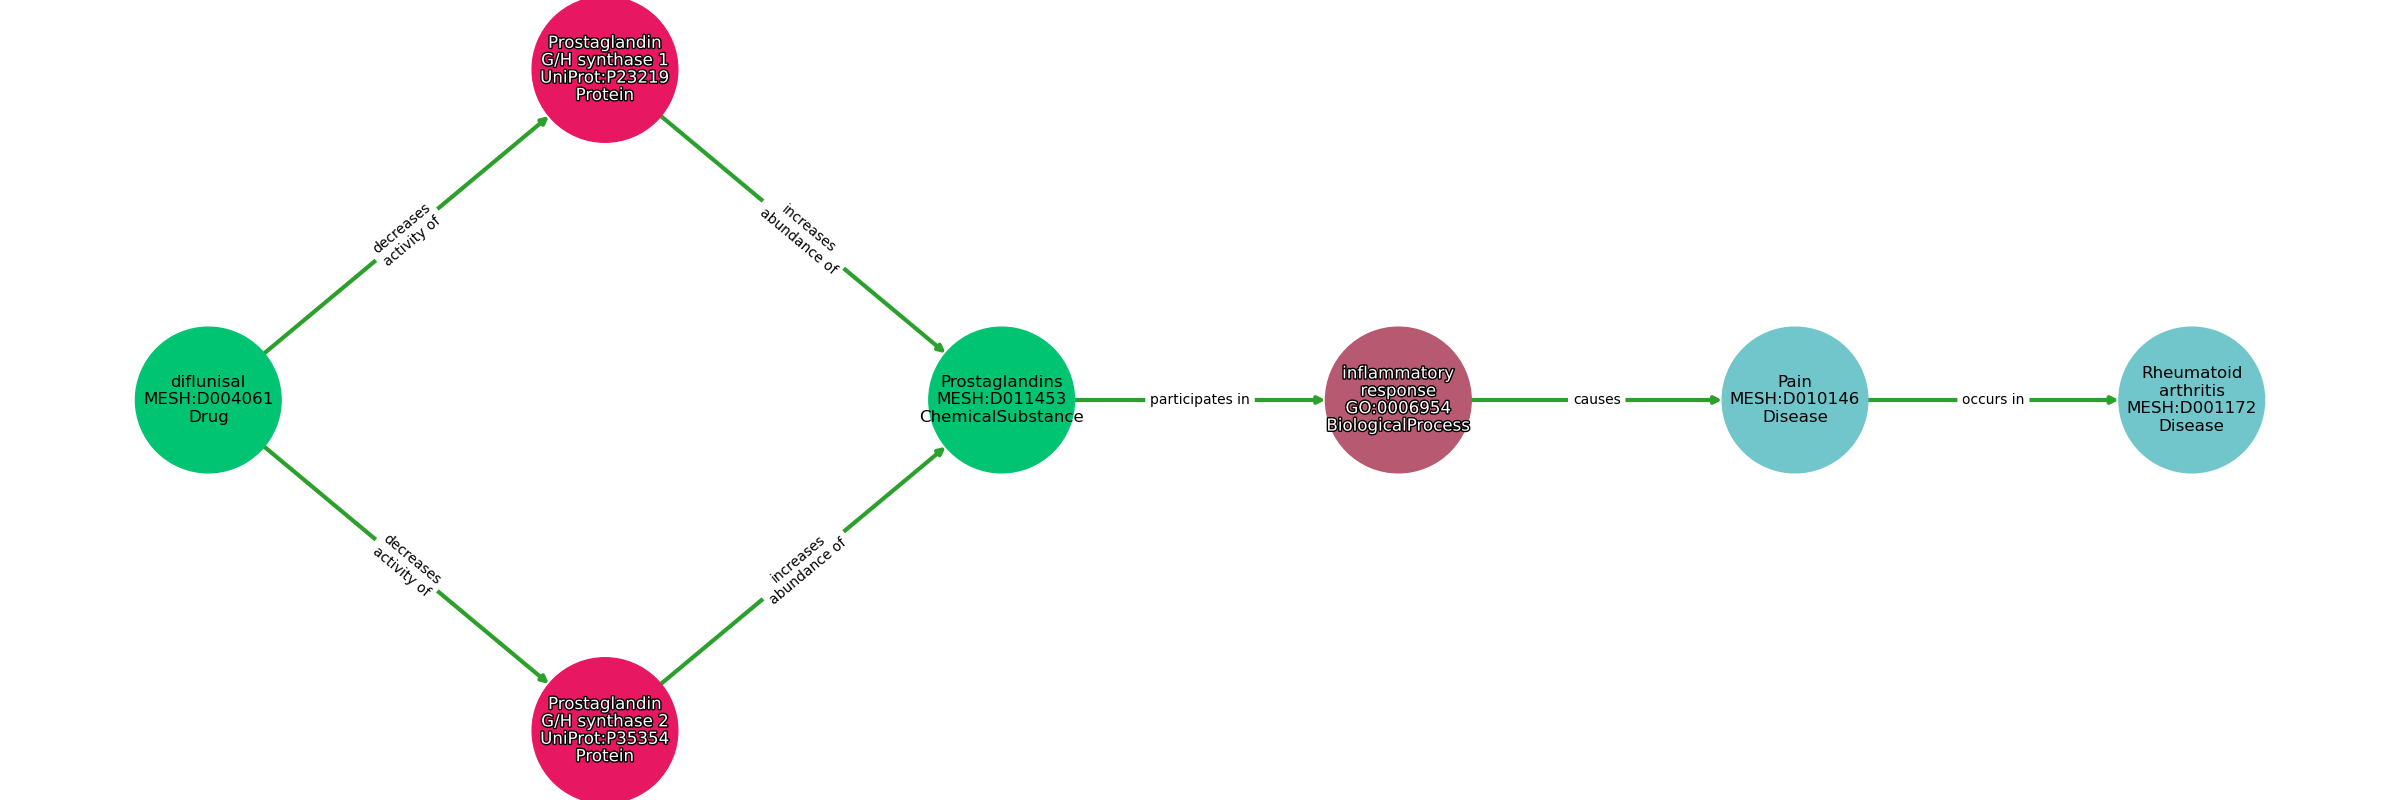 Prostaglandin
G/H synthase 1
UniProt:P23219
Protein
decreases
activity of
increases
abundance of
diflunisal
MESH:D004061
Drug
Prostaglandins
MESH:D011453
ChemicalSubstance
participates in
inflammatory
response
GO:0006954
BiologicalProcess
causes
Pain
MESH:D010146
Disease
occurs in
Rheumatoid
arthritis
MESH:D001172
Disease
decreases
activity of
increases
abundance of
Prostaglandin
G/H synthase 2
UniProt:P35354
Protein